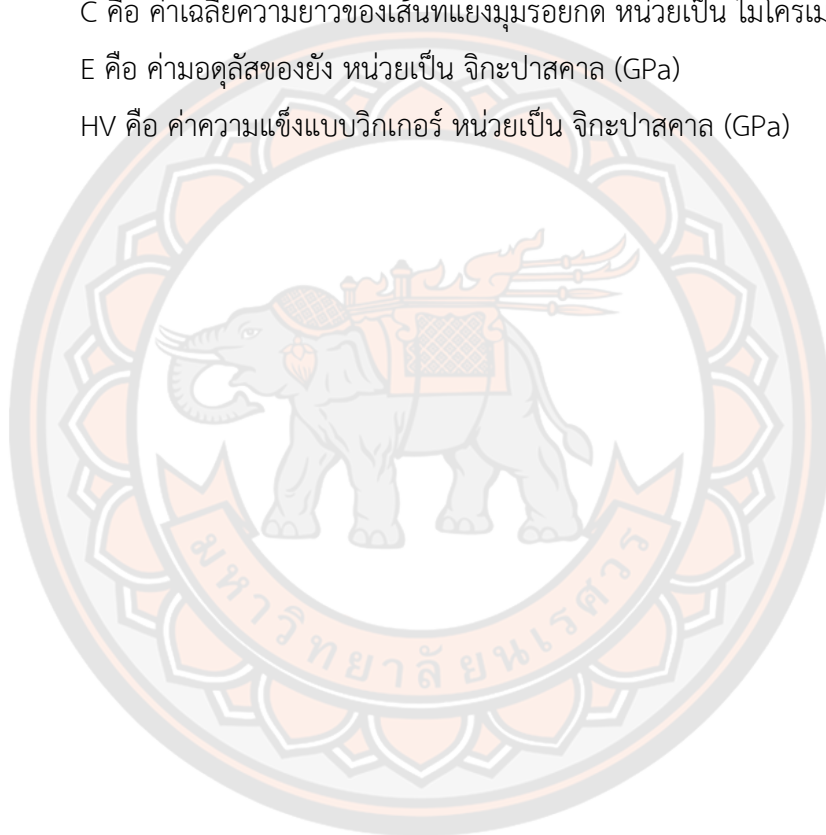 C คือ ค่าเฉลี่ยความยาวของเส้นทแยงมุมรอยกด หน่วยเป็น ไมโครเม
E คือ ค่ามอดุลัสของยัง หน่วยเป็น จิกะปาสคาล (GPa)
HV คือ ค่าความแข็งแบบวิกเกอร์ หน่วยเป็น จิกะปาสคาล (GPa)
มหาวิทยาลัยนเรศวร